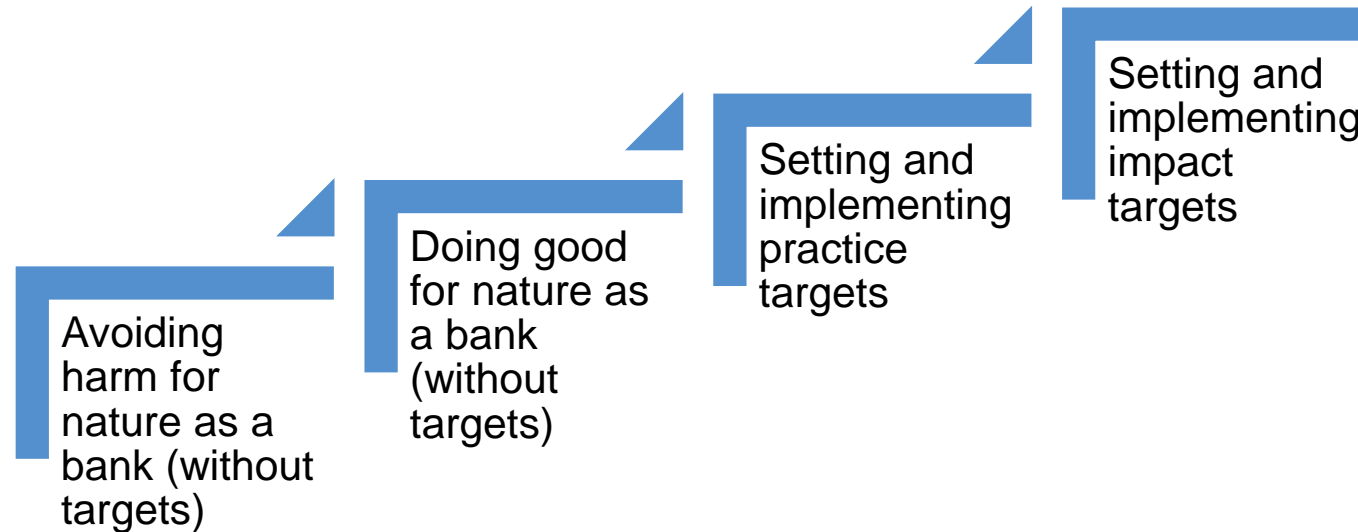 Avoiding
harm for
nature as a
bank (without
targets)
Doing good
for nature as
a bank
(without
targets)
Setting and
implementing
practice
targets
Setting and
implementing
impact
targets